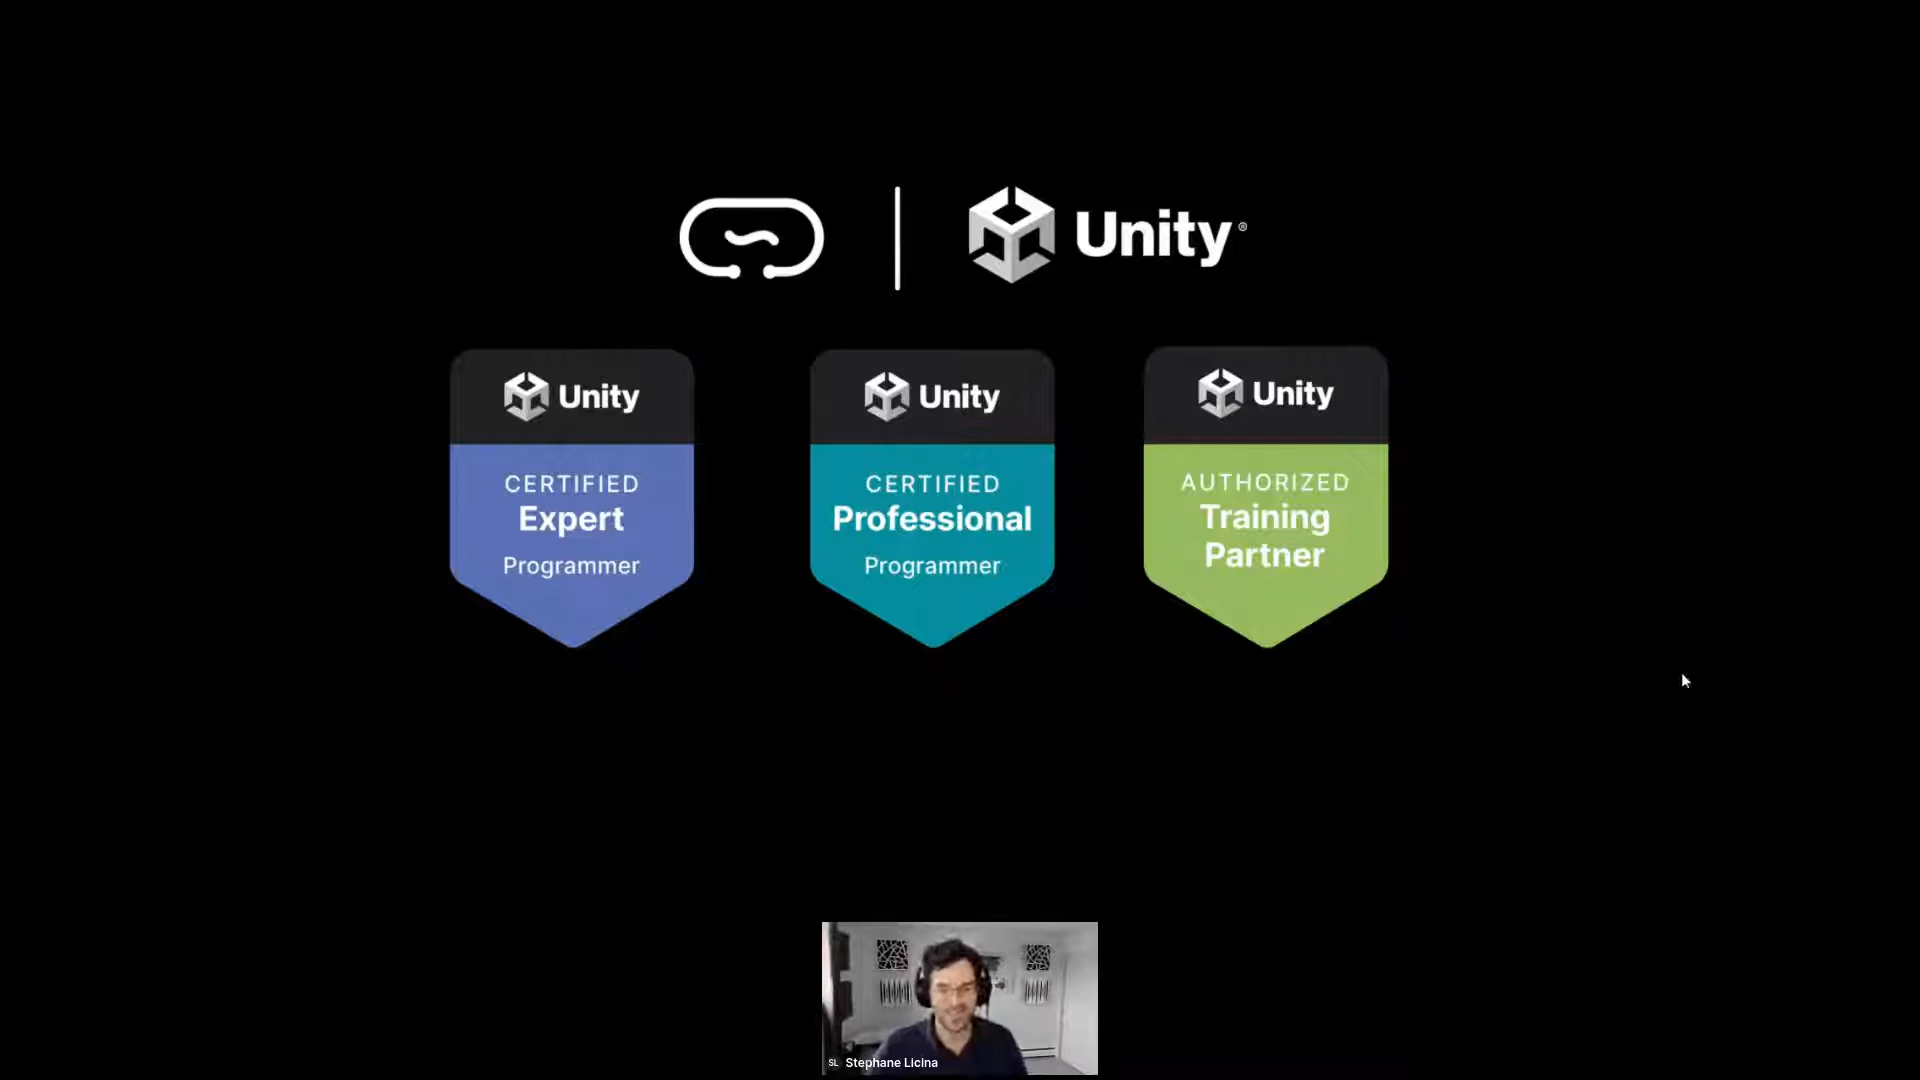 Unity®
Unity
CERTIFIED
Expert
Programmer
Unity
CERTIFIED
Professional
Programmer
Unity
AUTHORIZED
Training
Partner
SL Stephane Licina